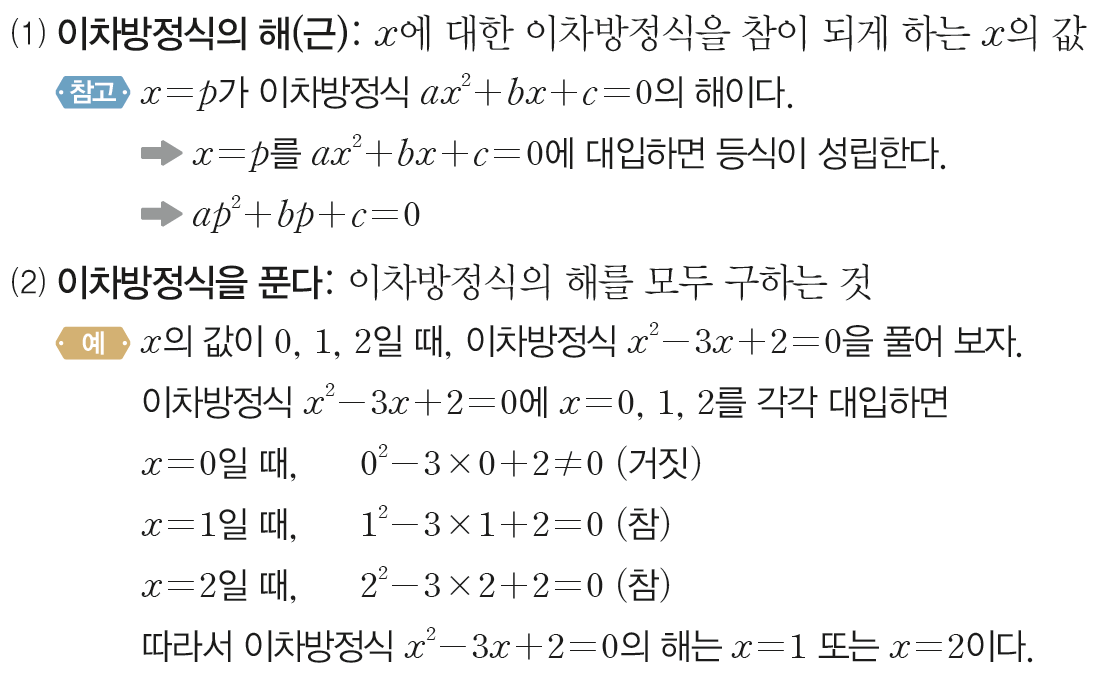 (1) 이차방정식의 해(근): x에 대한 이차방정식을 참이 되게 하는 x의 값
참고 x=p가 이차방정식 ax²+bx+c=0의 해이다.
➡ x=p를 ax²+bx+c=0에 대입하면 등식이 성립한다.
➡ ap²+bp+c=0
(2) 이차방정식을 푼다: 이차방정식의 해를 모두 구하는 것
예 x의 값이 0, 1, 2일 때, 이차방정식 x²-3x+2=0을 풀어 보자.
이차방정식 x²-3x+2=0에 x=0, 1, 2를 각각 대입하면
x=0일 때, 0²-3×0+2≠0 (거짓)
x=1일 때, 1²-3×1+2=0 (참)
x=2일 때, 2²-3×2+2=0 (참)
따라서 이차방정식 x²-3x+2=0의 해는 x=1 또는 x=2이다.